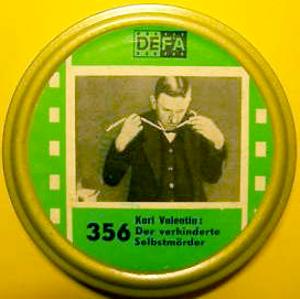 DEFA
356 Karl Valentin:
Der verhinderte
Selbstmörder